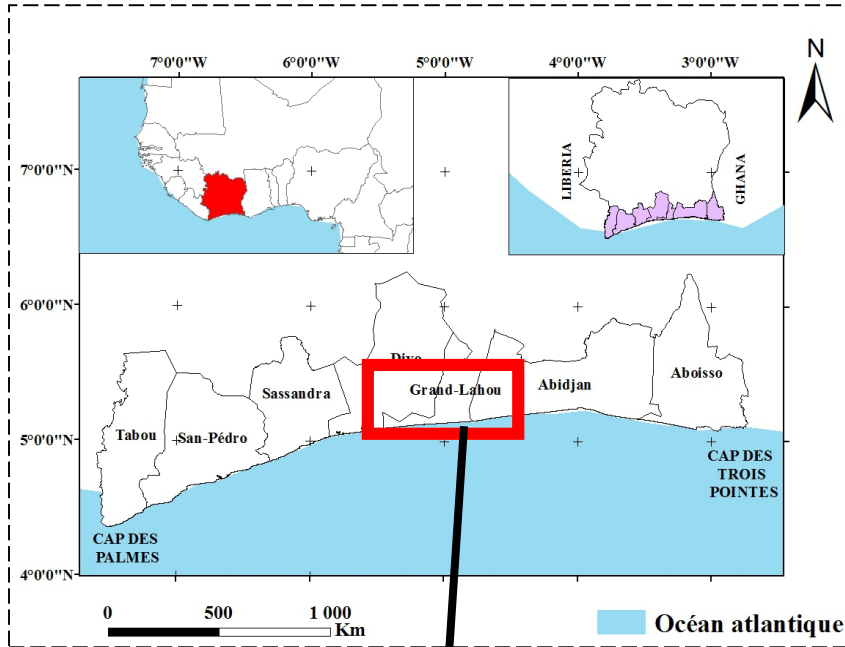 7°0'0"W 6°0'0"W 5°0'0"W 4°0'0"W 3°0'0"W
N
7°0'0"N
LIBERIA
GHANA
6°0'0"N
Divo
Grand-Lahou
Abidjan
Aboisso
Sassandra
Tabou
San-Pédro
5°0'0"N
CAP DES
TROIS
POINTES
CAP DES
PALMES
4°0'0"N
0 500 1 000
Km
Océan atlantique